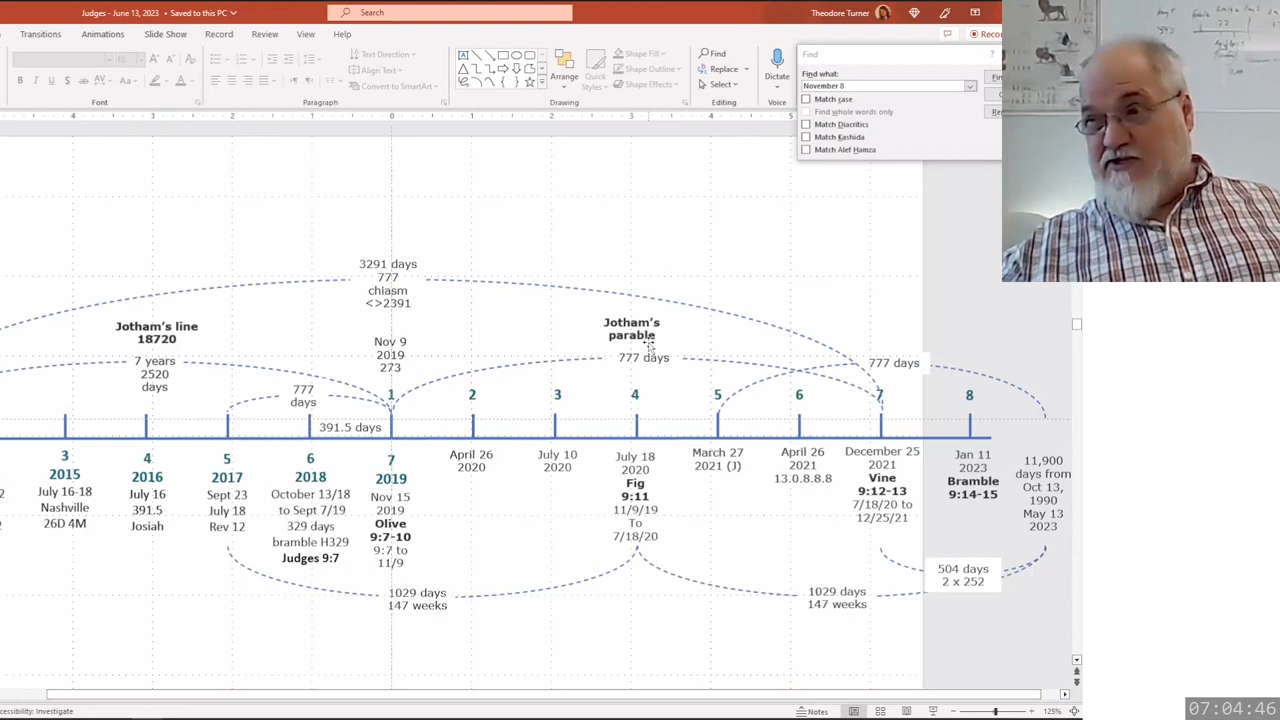 Judges - June 13, 2023 • Saved to this PC
Search
Theodore Turner
Transitions
Animations
Slide Show
Record
Review
View
Help
Text Direction
Align Text
Convert to SmartArt
Arrange
Quick
Styles
Shape Fill
Shape Outline
Shape Effects
Find
Replace
Select
Dictate
Font
Paragraph
Drawing
Editing
Voice
Find
?
Find what:
November 8
Match case
Find whole words only
Match Diacritics
Match Kashida
Match Alef Hamza
3291 days
777
chiasm
<>2391
Jotham's line
18720
7 years
2520
days
777
days
Nov 9
2019
273
391.5 days
Jotham's
parable
777 days
777 days
1
2
3
4
5
6
7
8
3
2015
July 16-18
Nashville
26D 4M
4
2016
July 16
391.5
Josiah
5
2017
Sept 23
July 18
Rev 12
6
2018
October 13/18
to Sept 7/19
329 days
bramble H329
Judges 9:7
7
2019
Nov 15
2019
Olive
9:7-10
9:7 to
11/9
April 26
2020
July 10
2020
July 18
2020
Fig
9:11
11/9/19
To
7/18/20
March 27
2021 (J)
April 26
2021
13.0.8.8.8
December 25
2021
Vine
9:12-13
7/18/20 to
12/25/21
Jan 11
2023
Bramble
9:14-15
11,900
days from
Oct 13,
1990
May 13
2023
504 days
2 x 252
1029 days
147 weeks
1029 days
147 weeks
Accessibility: Investigate
Notes
125%
07:04:46